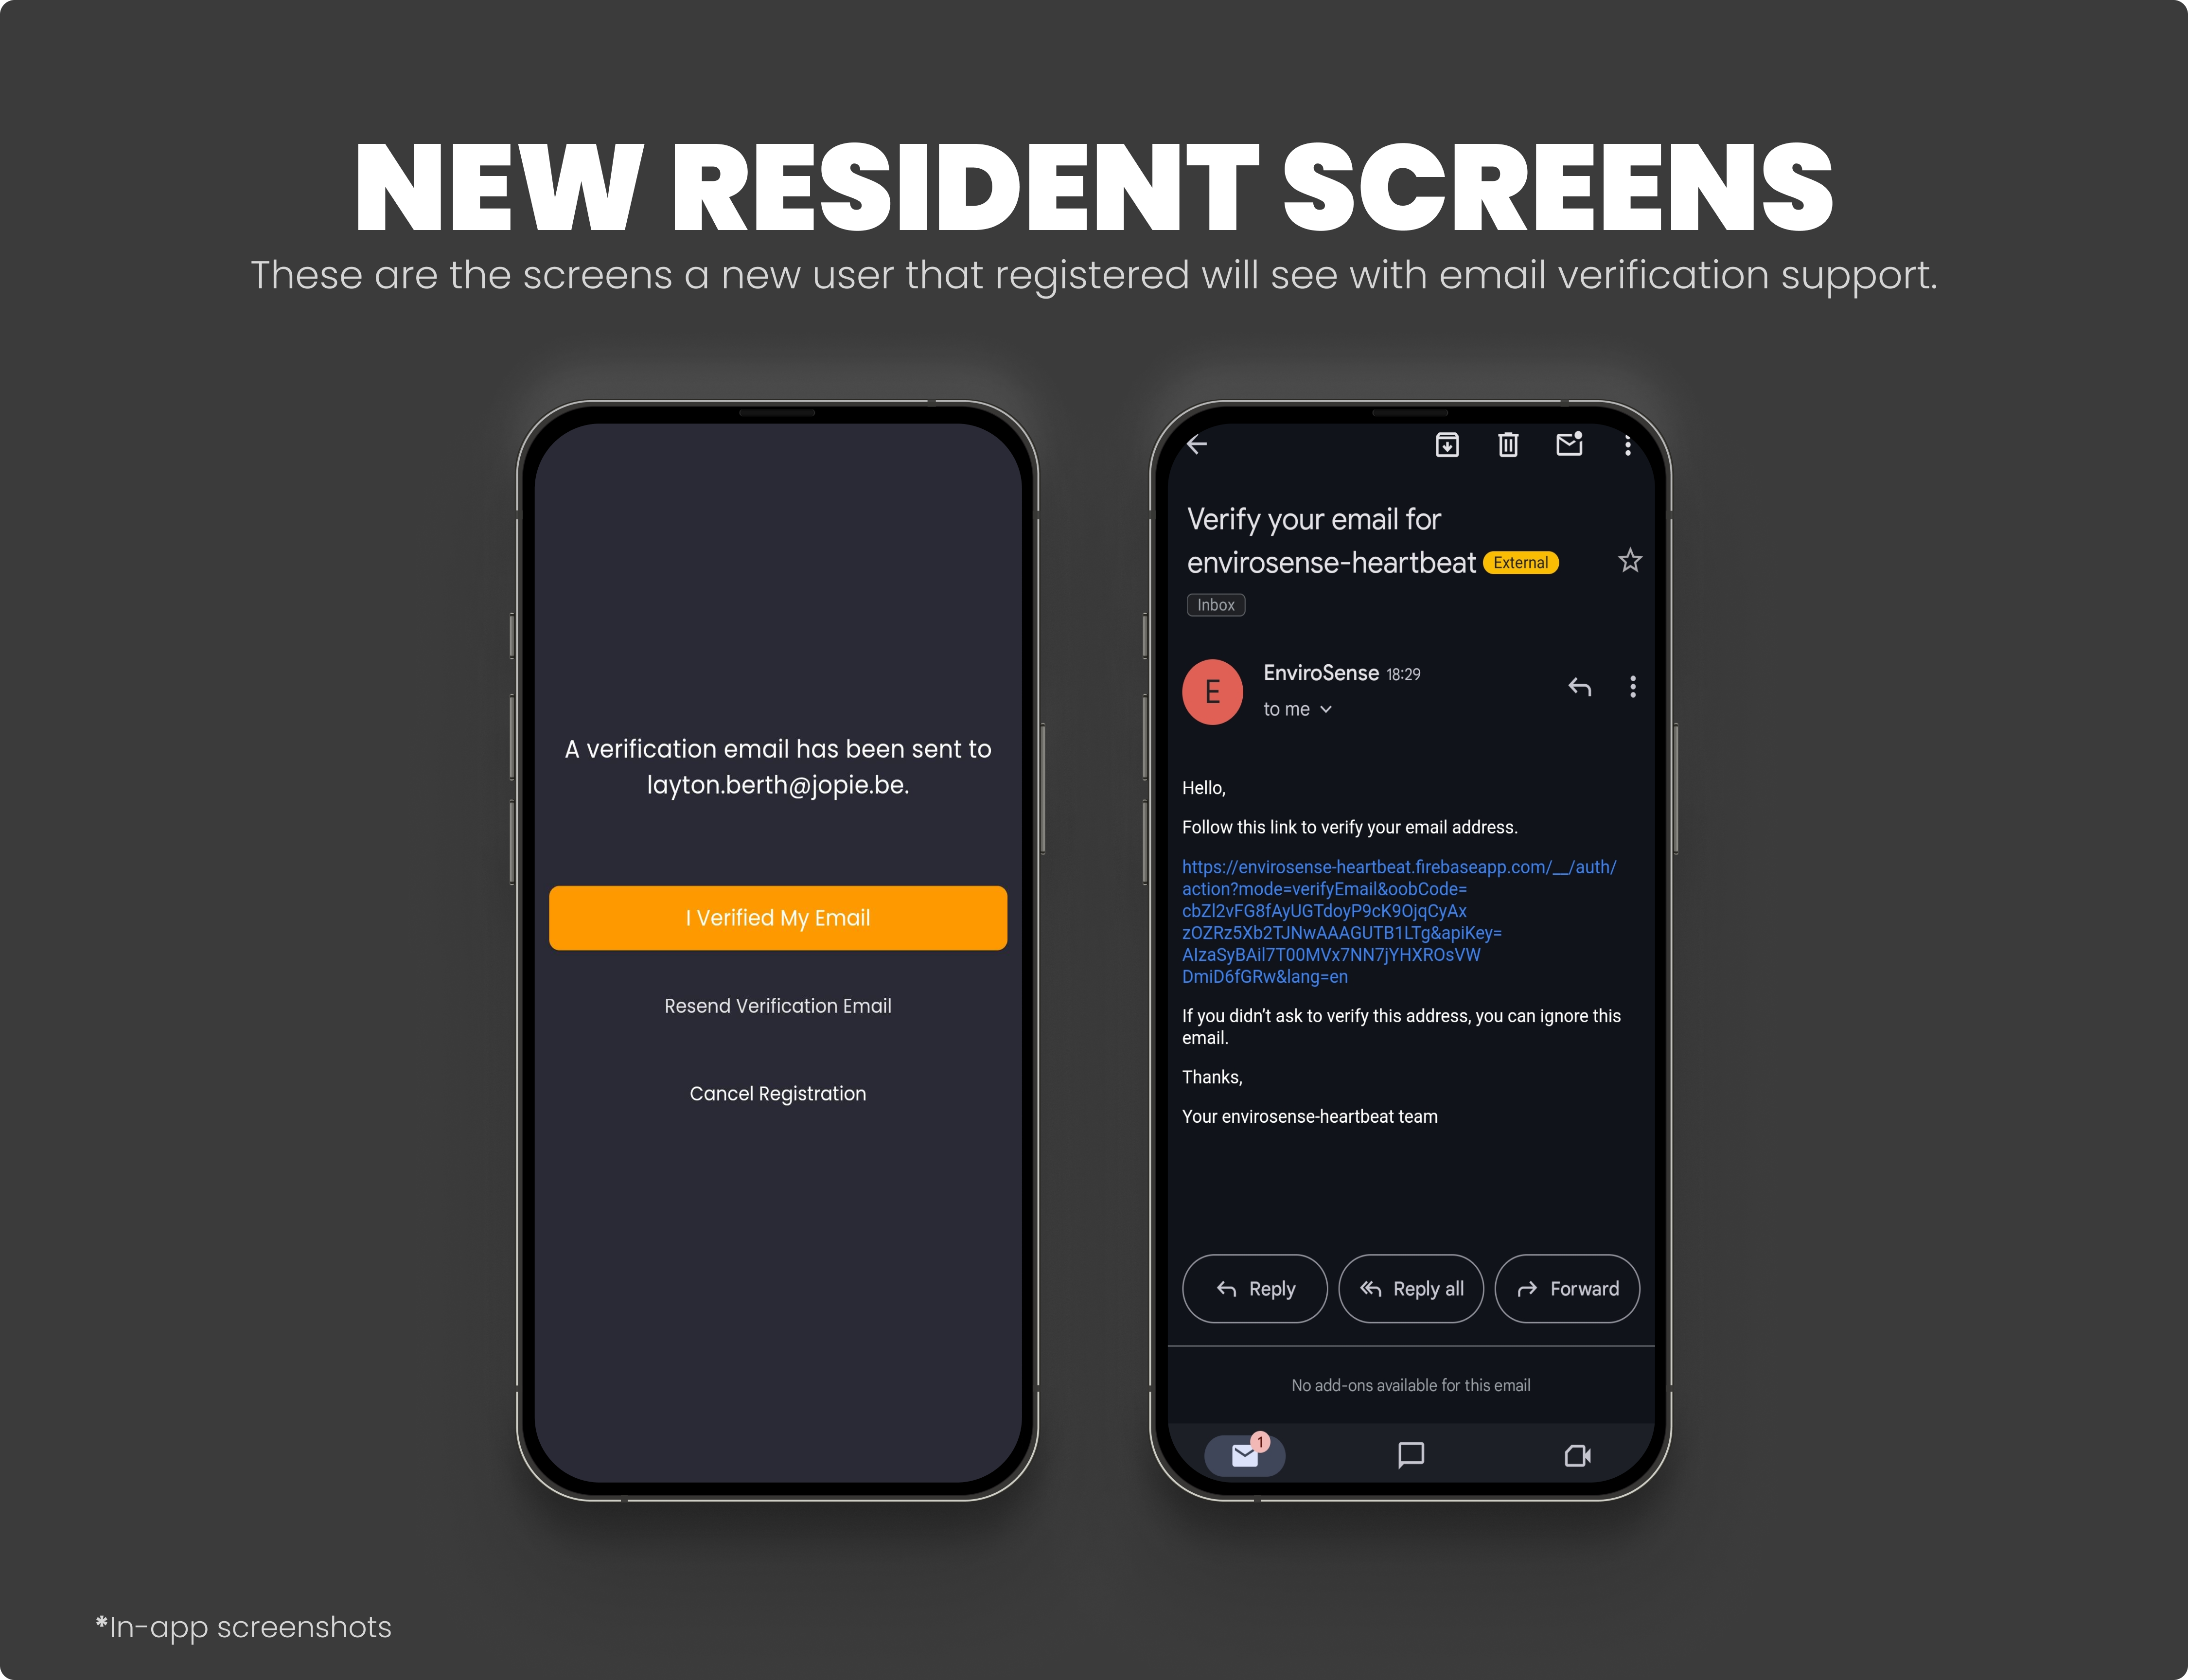 NEW RESIDENT SCREENS
These are the screens a new user that registered will see with email verification support.
A verification email has been sent to
layton.berth@jopie.be.
I Verified My Email
Resend Verification Email
Cancel Registration
Verify your email for
envirosense-heartbeat External
Inbox
E
EnviroSense 18:29
to me
Hello,
Follow this link to verify your email address.
https://envirosense-heartbeat.firebaseapp.com/__/auth/
action?mode=verifyEmail&oobCode=
cbZl2vFG8fAyUGTdoyP9cK9OjqCyAx
zOZRz5Xb2TJNwAAAGUTB1LTg&apiKey=
AIzaSyBAil7T00MVx7NN7jYHXROsVW
DmiD6fGRw&lang=en
If you didn’t ask to verify this address, you can ignore this
email.
Thanks,
Your envirosense-heartbeat team
Reply
Reply all
Forward
No add-ons available for this email
1
*In-app screenshots